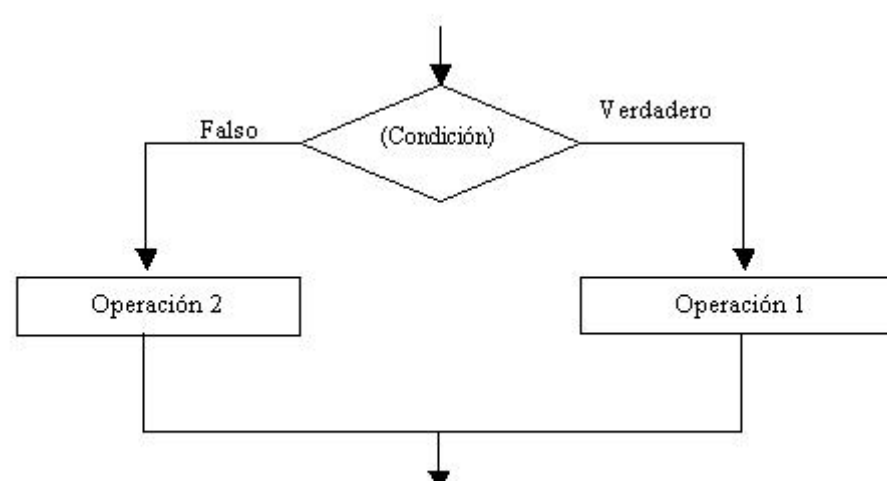 Verdadero
Falso
(Condición)
Operación 2
Operación 1